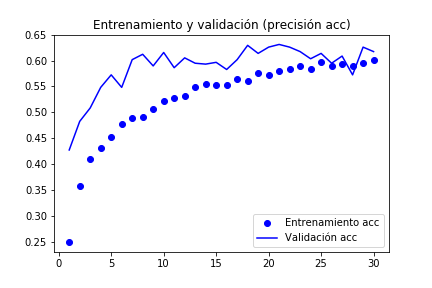 Entrenamiento y validación (precisión acc)
0.65
0.60
0.55
0.50
0.45
0.40
0.35
0.30
0.25
Entrenamiento acc
Validación acc
0 5 10 15 20 25 30